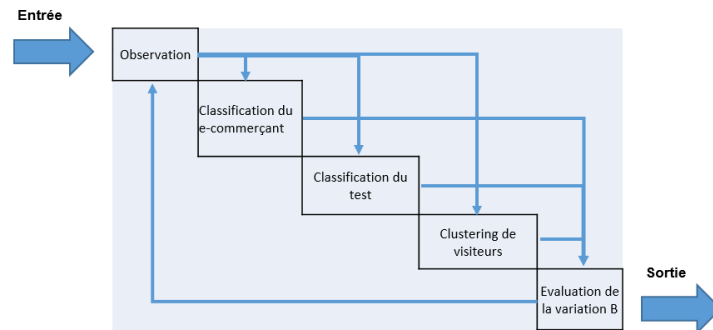 Entrée
Observation
Classification du
e-commerçant
Classification du
test
Clustering de
visiteurs
Evaluation de
la variation B
Sortie